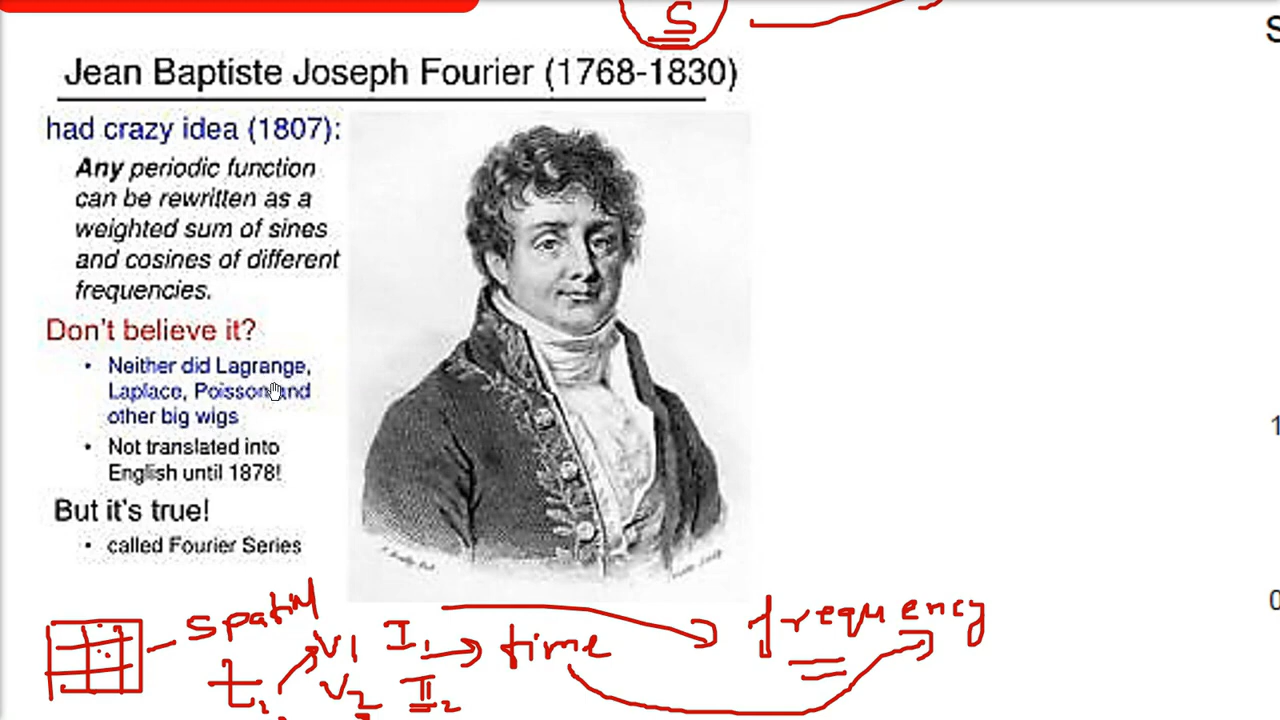 S
Jean Baptiste Joseph Fourier (1768-1830)
had crazy idea (1807):
Any periodic function
can be rewritten as a
weighted sum of sines
and cosines of different
frequencies.
Don't believe it?
• Neither did Lagrange,
Laplace, Poisson and
other big wigs
• Not translated into
English until 1878!
But it's true!
• called Fourier Series
spatial
V1 I1 time frequency
V2 I2
S
1
0